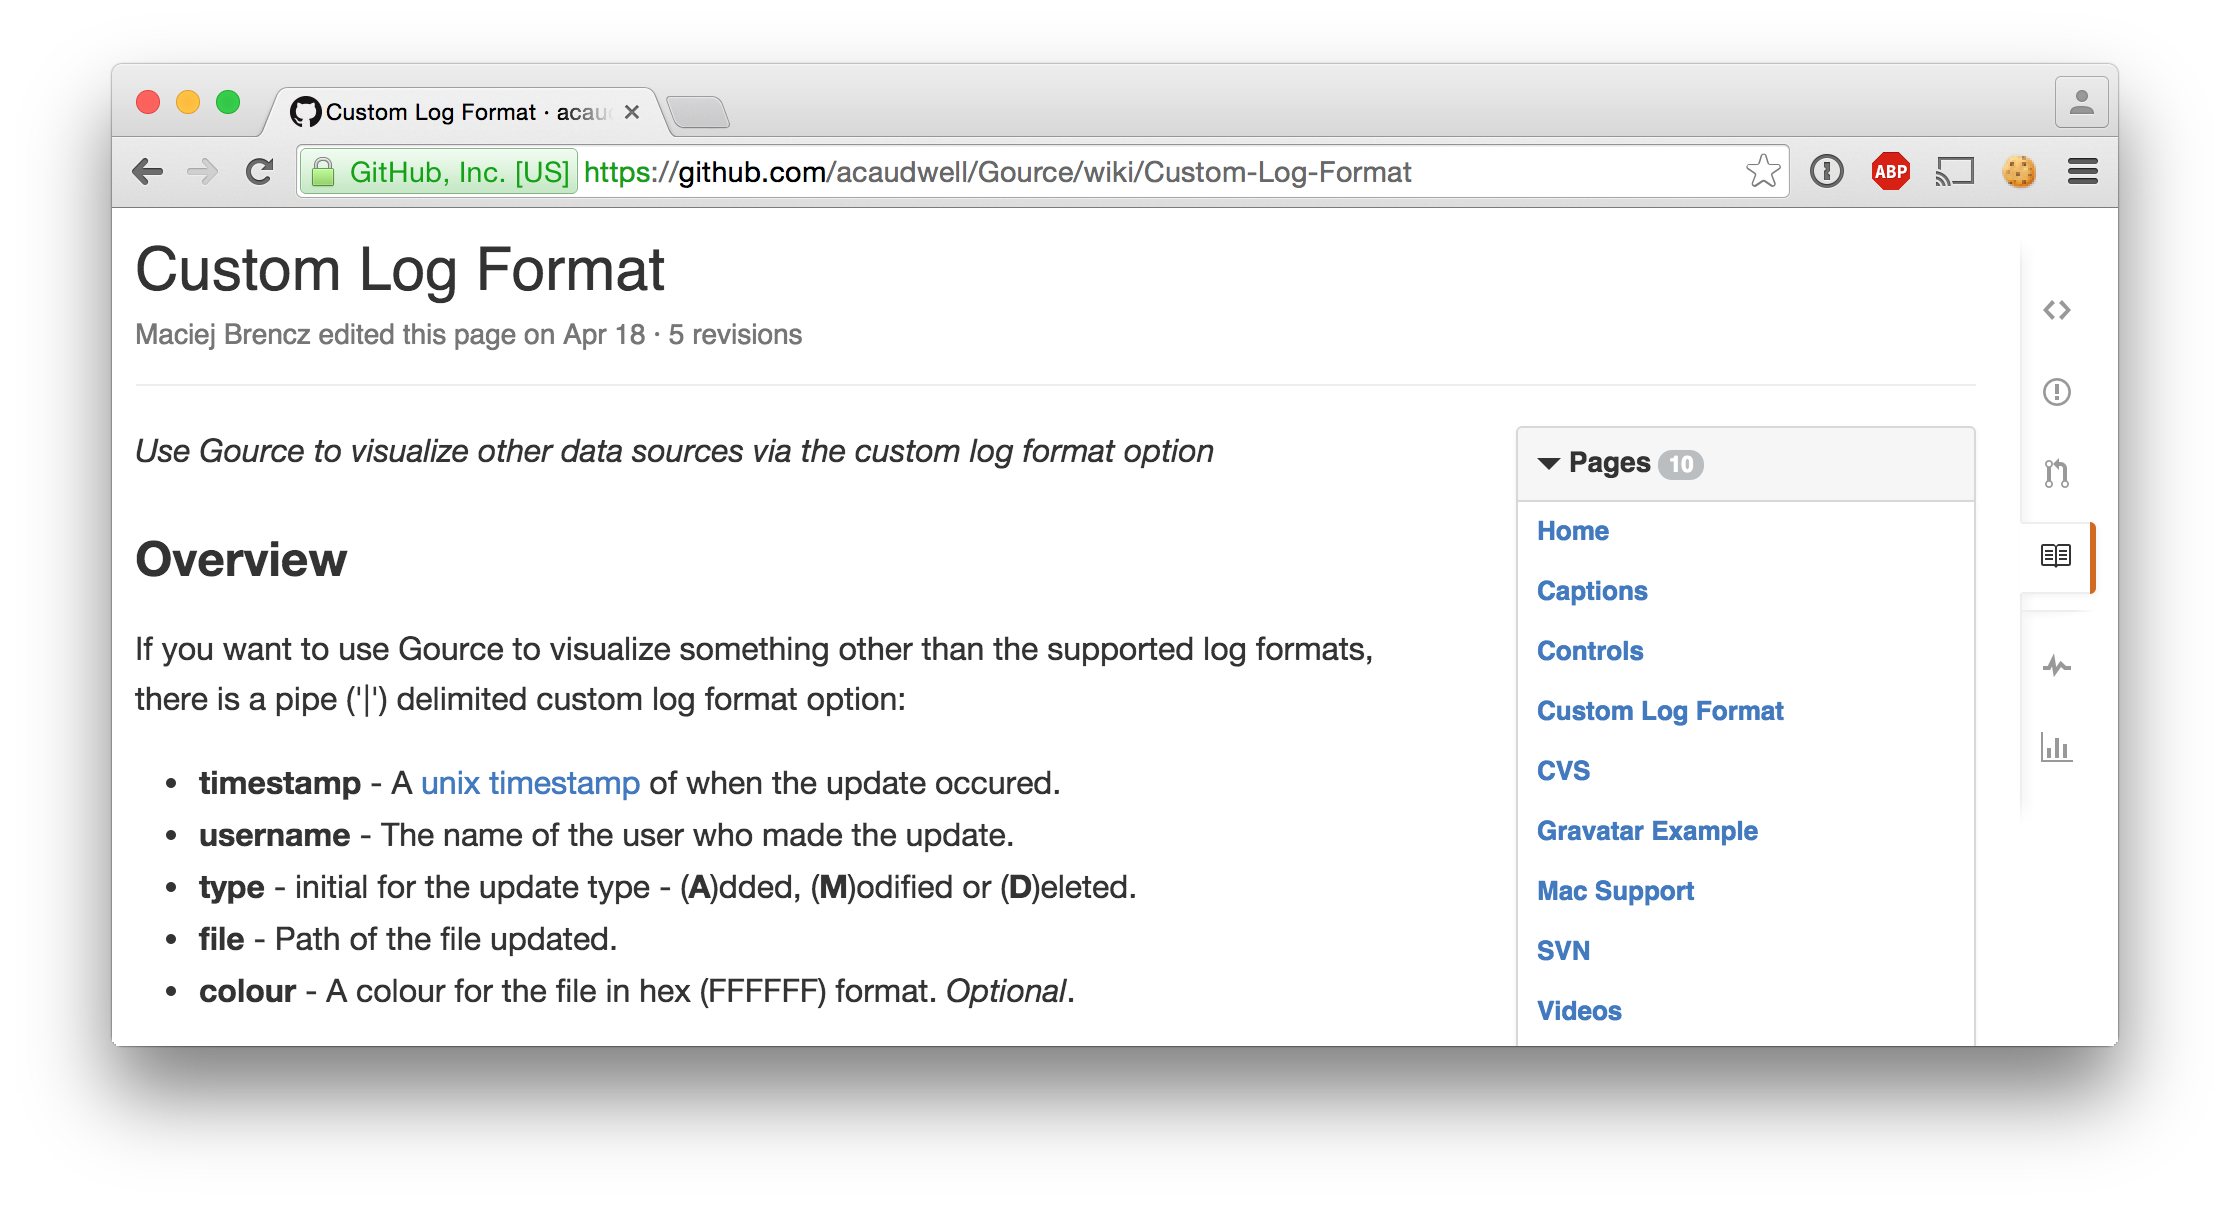 Custom Log Format · acau
GitHub, Inc. [US] https://github.com/acaudwell/Gource/wiki/Custom-Log-Format
ABP
Custom Log Format
Maciej Brencz edited this page on Apr 18 · 5 revisions
Use Gource to visualize other data sources via the custom log format option
Overview
If you want to use Gource to visualize something other than the supported log formats,
there is a pipe ('|') delimited custom log format option:
• timestamp - A unix timestamp of when the update occured.
• username - The name of the user who made the update.
• type - initial for the update type - (A)dded, (M)odified or (D)eleted.
• file - Path of the file updated.
• colour - A colour for the file in hex (FFFFFF) format. Optional.
Pages 10
Home
Captions
Controls
Custom Log Format
CVS
Gravatar Example
Mac Support
SVN
Videos